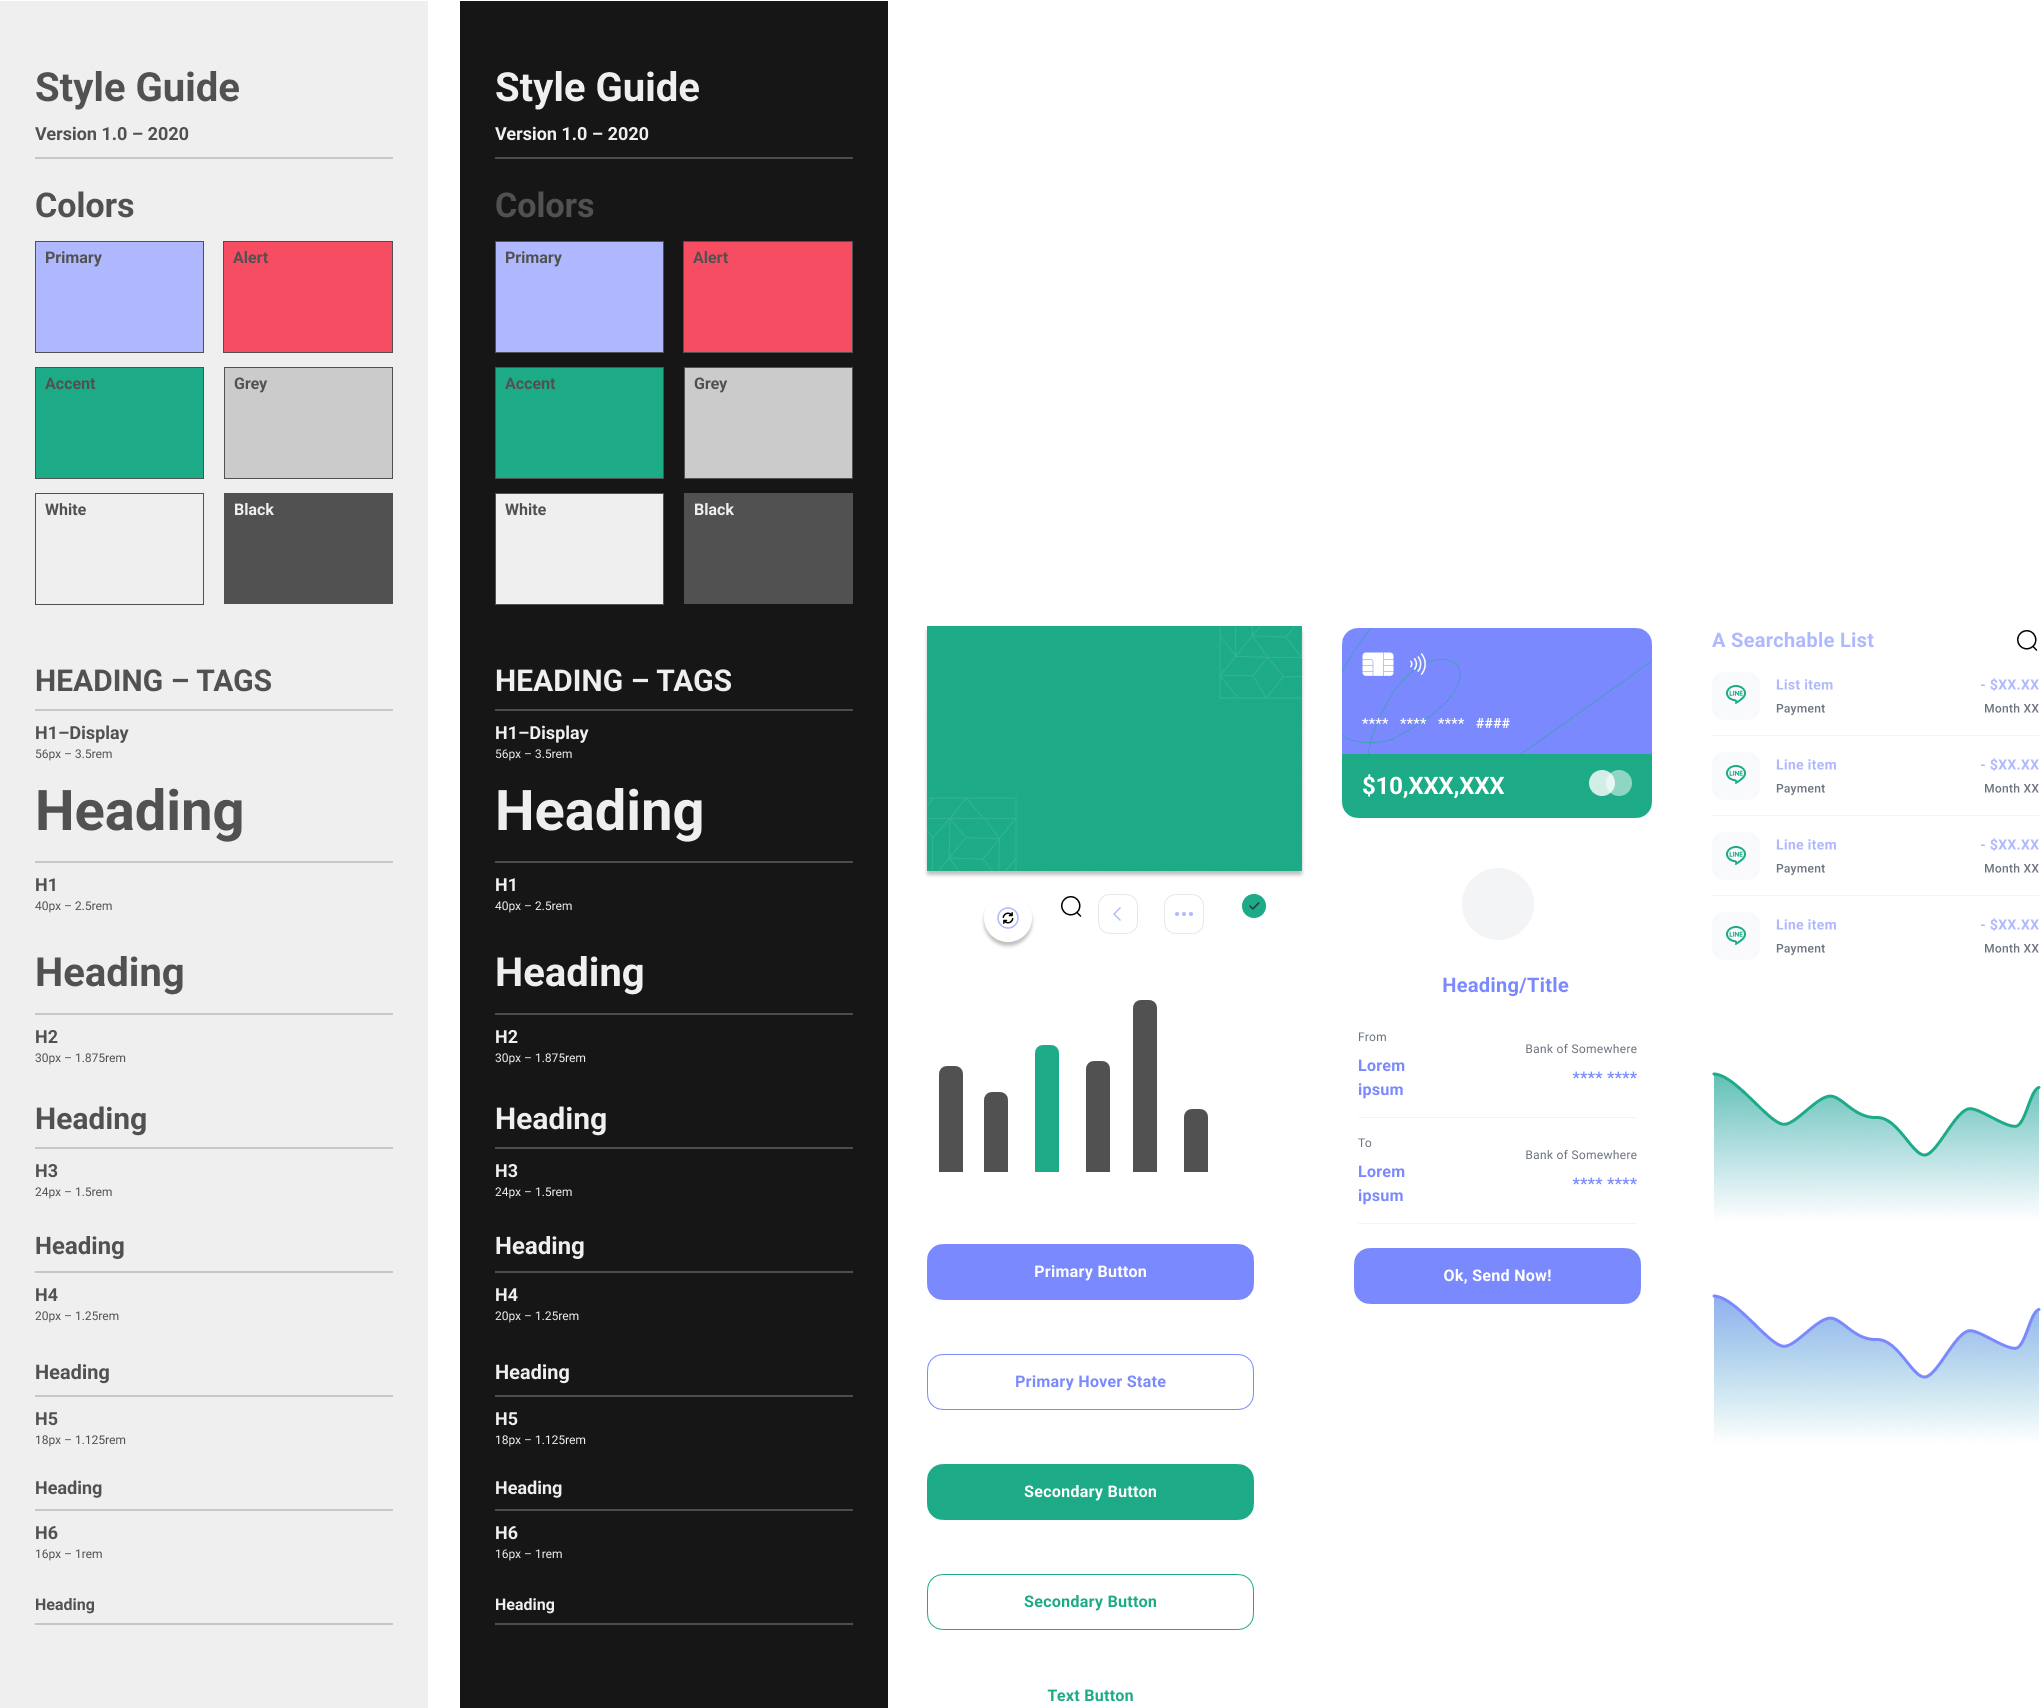 Style Guide
Version 1.0 – 2020
Colors
Primary
Alert
Accent
Grey
White
Black
HEADING – TAGS
H1–Display
56px – 3.5rem
Heading
H1
40px – 2.5rem
Heading
H2
30px – 1.875rem
Heading
H3
24px – 1.5rem
Heading
H4
20px – 1.25rem
Heading
H5
18px – 1.125rem
Heading
H6
16px – 1rem
Heading
Style Guide
Version 1.0 – 2020
Colors
Primary
Alert
Accent
Grey
White
Black
HEADING – TAGS
H1–Display
56px – 3.5rem
Heading
H1
40px – 2.5rem
Heading
H2
30px – 1.875rem
Heading
H3
24px – 1.5rem
Heading
H4
20px – 1.25rem
Heading
H5
18px – 1.125rem
Heading
H6
16px – 1rem
Heading
Primary Button
Primary Hover State
Secondary Button
Secondary Button
Text Button
**** **** **** ####
$10,XXX,XXX
Heading/Title
From
Bank of Somewhere
Lorem
ipsum
**** ****
To
Bank of Somewhere
Lorem
ipsum
**** ****
Ok, Send Now!
A Searchable List
LINE
List item
- $XX.XX
Payment
Month XX
LINE
Line item
- $XX.XX
Payment
Month XX
LINE
Line item
- $XX.XX
Payment
Month XX
LINE
Line item
- $XX.XX
Payment
Month XX